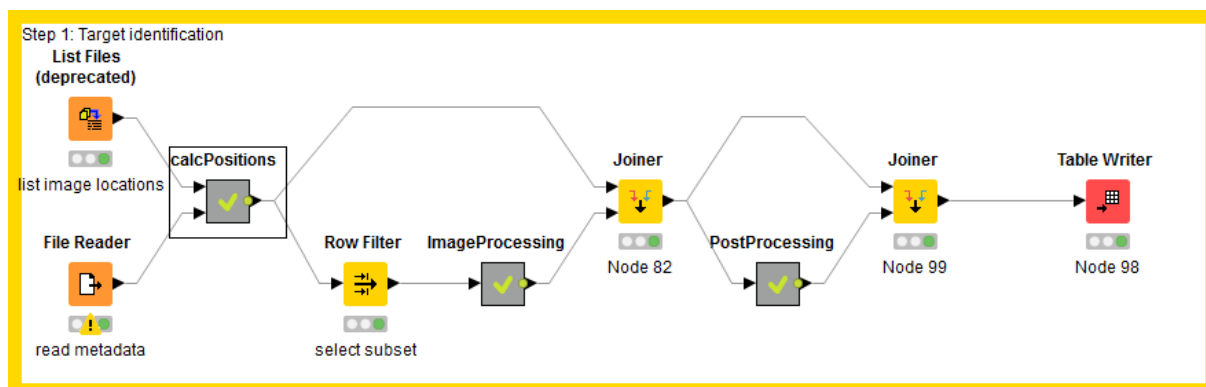 Step 1: Target identification
List Files
(deprecated)
list image locations
calcPositions
File Reader
read metadata
Row Filter
select subset
ImageProcessing
Joiner
Node 82
PostProcessing
Joiner
Node 99
Table Writer
Node 98